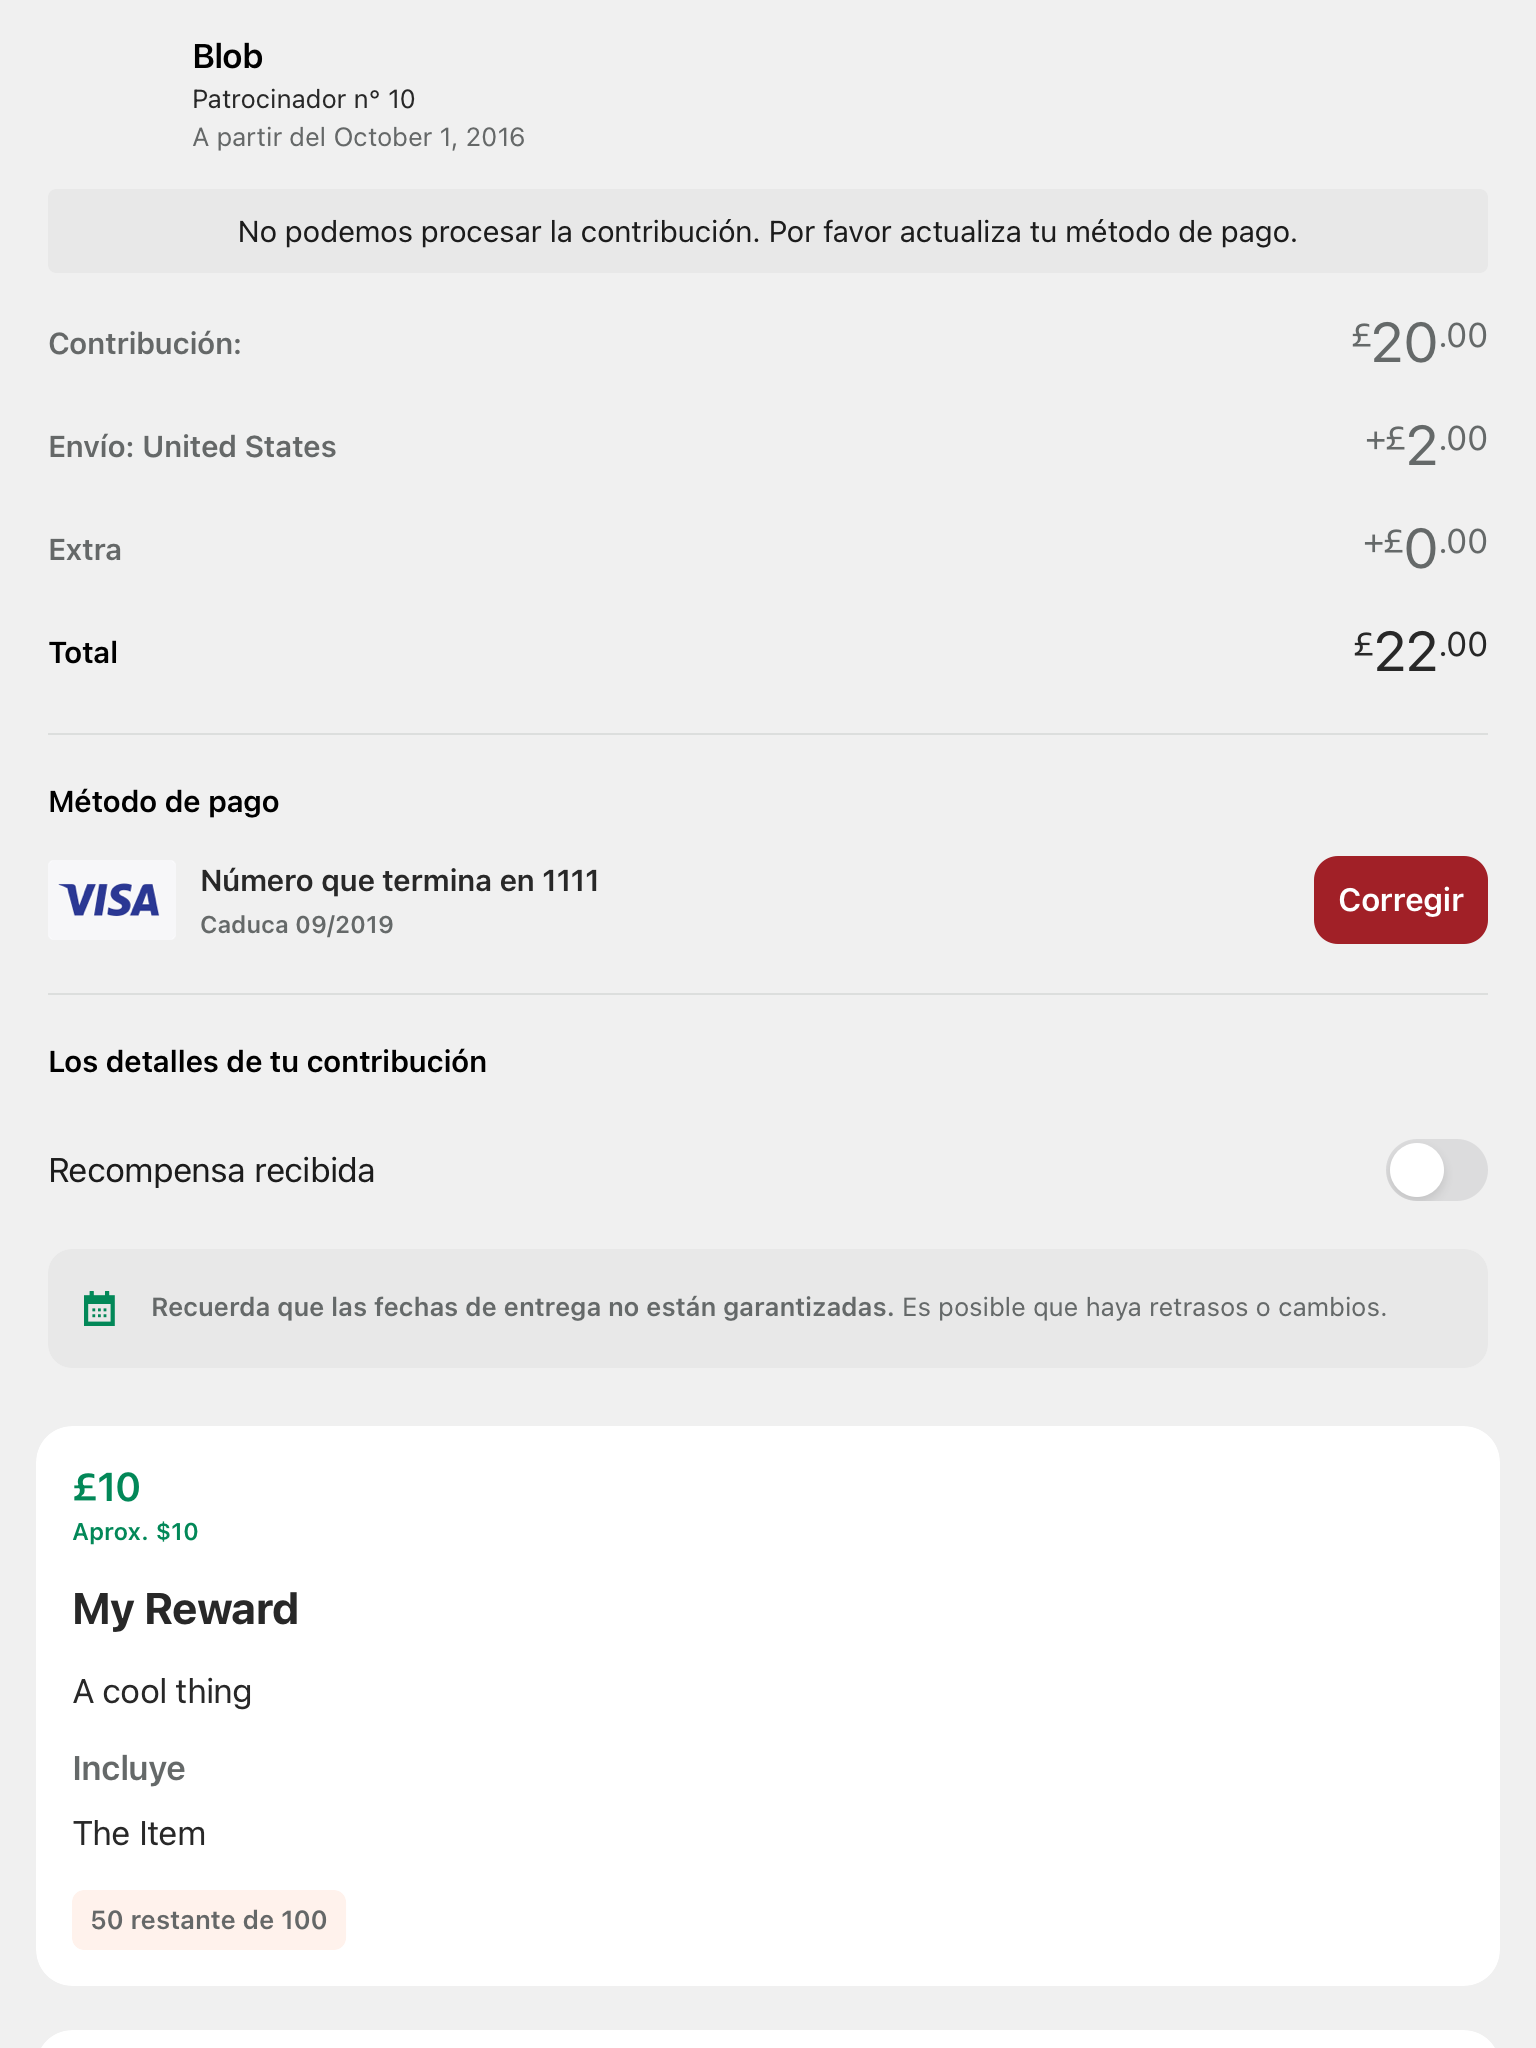 Blob
Patrocinador n° 10
A partir del October 1, 2016
No podemos procesar la contribución. Por favor actualiza tu método de pago.
Contribución:
£20.00
Envío: United States
+£2.00
Extra
+£0.00
Total
£22.00
Método de pago
VISA
Número que termina en 1111
Caduca 09/2019
Corregir
Los detalles de tu contribución
Recompensa recibida
Recuerda que las fechas de entrega no están garantizadas. Es posible que haya retrasos o cambios.
£10
Aprox. $10
My Reward
A cool thing
Incluye
The Item
50 restante de 100